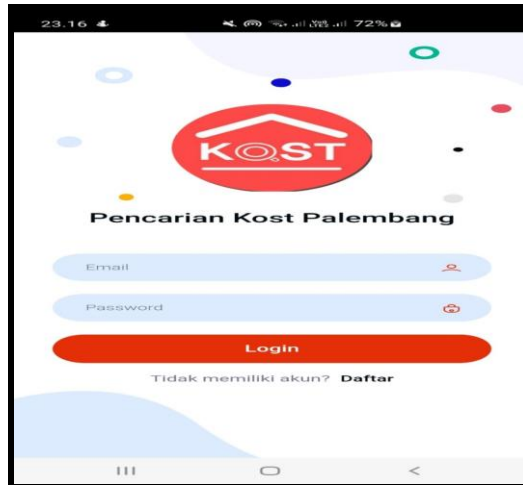 23.16
72%
KOST
Pencarian Kost Palembang
Email
Password
Login
Tidak memiliki akun? Daftar